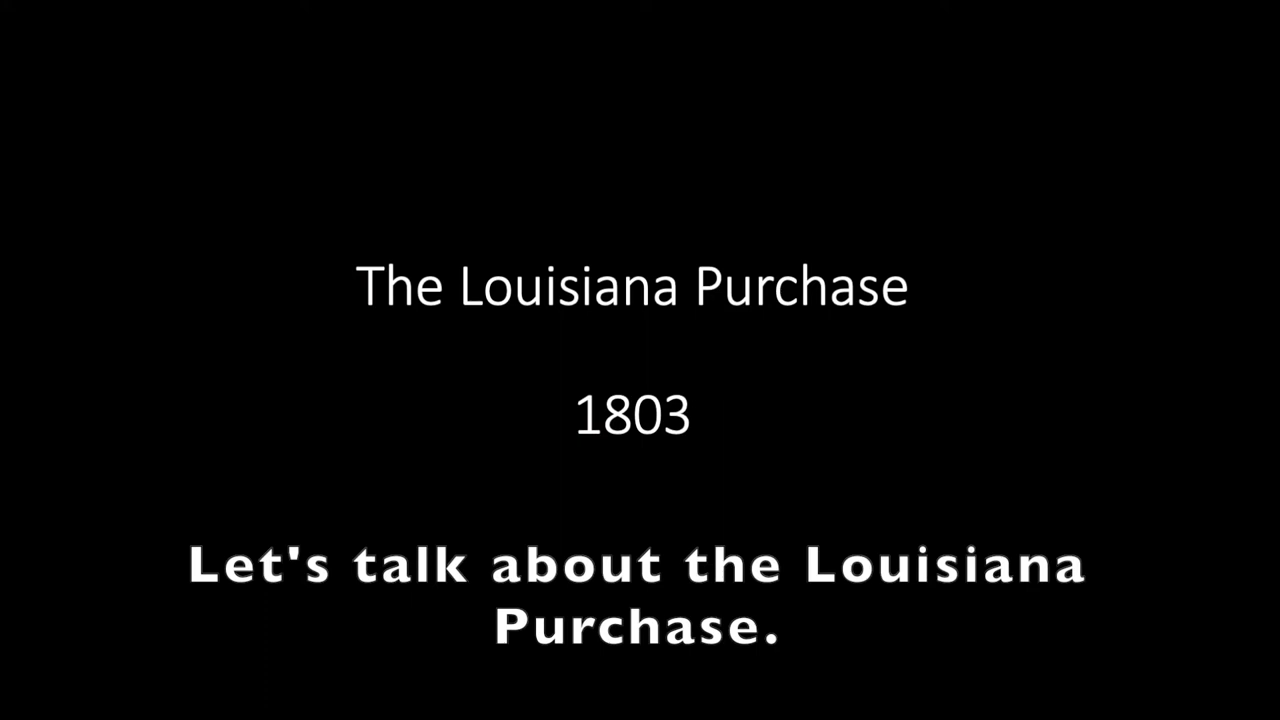 The Louisiana Purchase
1803
Let's talk about the Louisiana
Purchase.